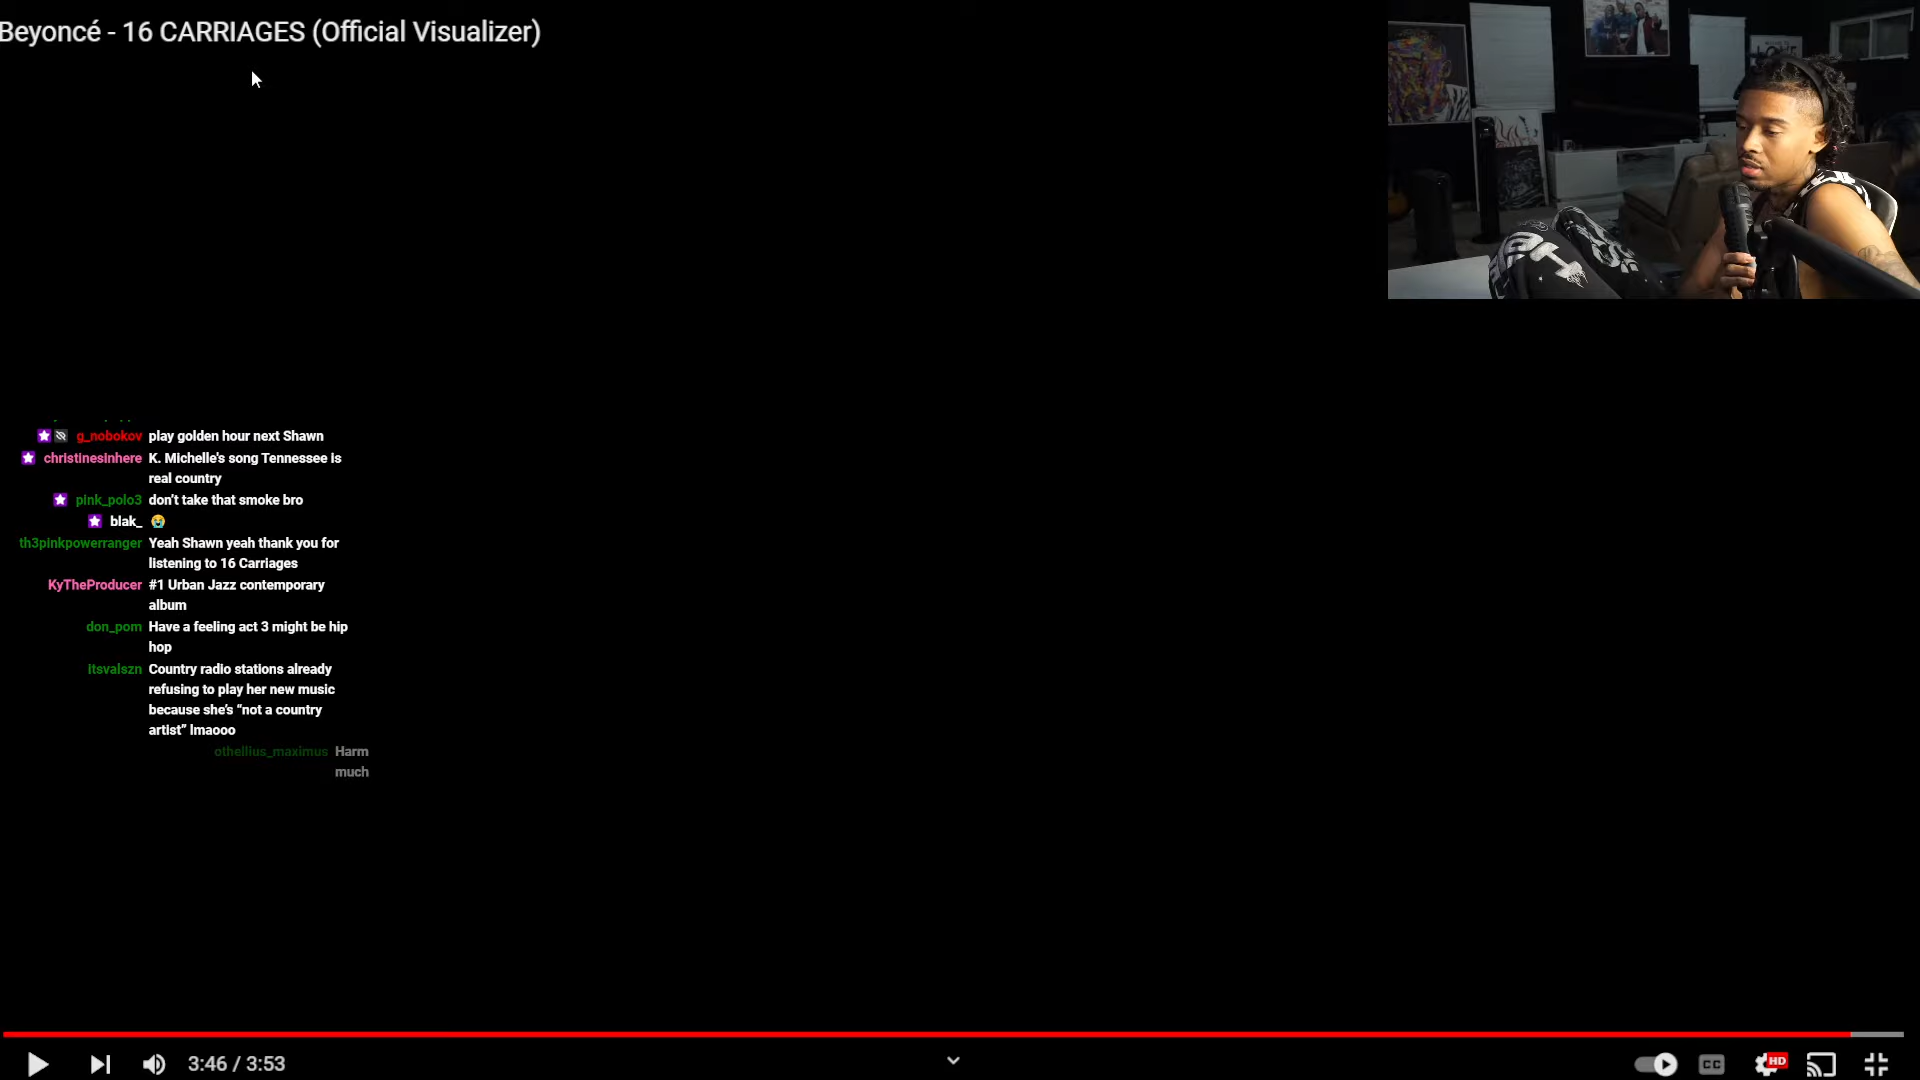 Beyoncé - 16 CARRIAGES (Official Visualizer)
LOVE
g_nobokov play golden hour next Shawn
christinesinhere K. Michelle's song Tennessee is
real country
pink_polo3 don't take that smoke bro
blak_ 😭
th3pinkpowerranger Yeah Shawn yeah thank you for
listening to 16 Carriages
KyTheProducer #1 Urban Jazz contemporary
album
don_pom Have a feeling act 3 might be hip
hop
itsvalszn Country radio stations already
refusing to play her new music
because she's “not a country
artist” lmaooo
othellius_maximus Harm
much
3:46 / 3:53
CC
HD